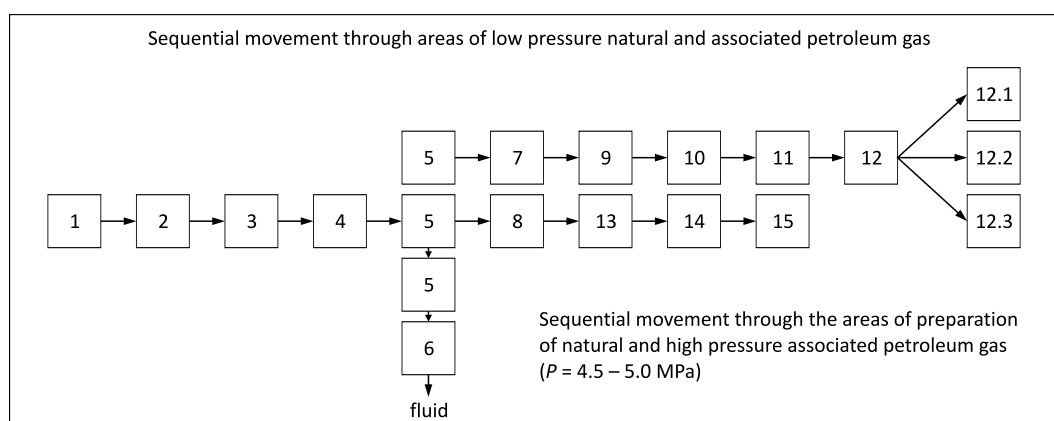 Sequential movement through areas of low pressure natural and associated petroleum gas
12.1
5 7 9 10 11 12 12.2
1 2 3 4 5 8 13 14 15 12.3
5
6
Sequential movement through the areas of preparation
of natural and high pressure associated petroleum gas
(P = 4.5 – 5.0 MPa)
fluid